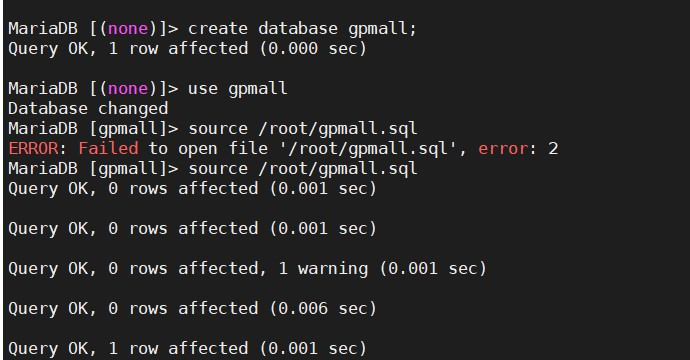 MariaDB [(none)]> create database gpmall;
Query OK, 1 row affected (0.000 sec)
MariaDB [(none)]> use gpmall
Database changed
MariaDB [gpmall]> source /root/gpmall.sql
ERROR: Failed to open file '/root/gpmall.sql', error: 2
MariaDB [gpmall]> source /root/gpmall.sql
Query OK, 0 rows affected (0.001 sec)
Query OK, 0 rows affected (0.001 sec)
Query OK, 0 rows affected, 1 warning (0.001 sec)
Query OK, 0 rows affected (0.006 sec)
Query OK, 1 row affected (0.001 sec)